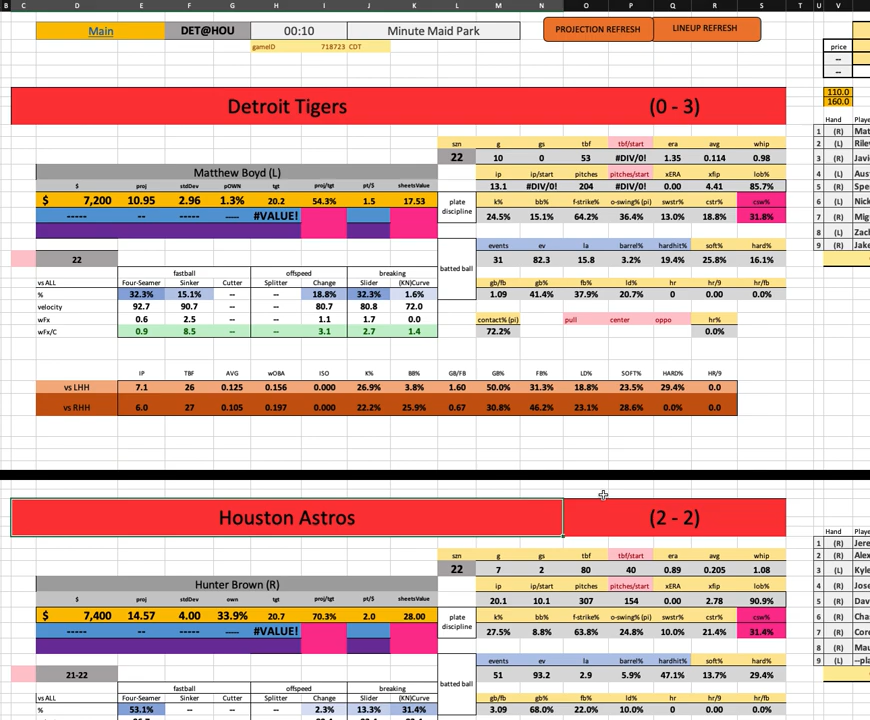 Main DET@HOU 00:10 Minute Maid Park PROJECTION REFRESH LINEUP REFRESH
gameID 718723 CDT
price
--
--
Detroit Tigers (0 - 3)
110.0
160.0
szn g gs tbf tbf/start era avg whip
Hand Playe
22 10 0 53 #DIV/0! 1.35 0.114 0.98
1 (R) Mat
2 (L) Rile
3 (R) Javi
4 (L) Aus
5 (R) Spe
6 (L) Nick
7 (R) Mig
8 (L) Zach
9 (R) Jake
Matthew Boyd (L)
ip ip/start pitches pitches/start xERA xfip lob%
$ proj stdDev pOWN tgt proj/tgt pt/$ sheetsValue
13.1 #DIV/0! 204 #DIV/0! 0.00 4.41 85.7%
$ 7,200 10.95 2.96 1.3% 20.2 54.3% 1.5 17.53
plate discipline
k% bb% f-strike% o-swing% (pi) swstr% cstr% csw%
----- -- ----- #VALUE!
24.5% 15.1% 64.2% 36.4% 13.0% 18.8% 31.8%
batted ball
events ev la barrel% hardhit% soft% hard%
22
31 82.3 15.8 3.2% 19.4% 25.8% 16.1%
fastball offspeed breaking
vs ALL Four-Seamer Sinker Cutter Splitter Change Slider (KN)Curve
gb/fb gb% fb% ld% hr hr/9 hr/fb
% 32.3% 15.1% -- -- 18.8% 32.3% 1.6%
1.09 41.4% 37.9% 20.7% 0 0.00 0.0%
velocity 92.7 90.7 -- -- 80.7 80.8 72.0
wFx 0.6 2.5 -- -- 1.1 1.7 0.0
contact% (pi) pull center oppo hr%
wFx/C 0.9 8.5 -- -- 3.1 2.7 1.4
72.2% 0.0%
IP TBF AVG wOBA ISO K% BB% GB/FB GB% FB% LD% SOFT% HARD% HR/9
vs LHH 7.1 26 0.125 0.156 0.000 26.9% 3.8% 1.60 50.0% 31.3% 18.8% 23.5% 29.4% 0.0
vs RHH 6.0 27 0.105 0.197 0.000 22.2% 25.9% 0.67 30.8% 46.2% 23.1% 28.6% 0.0% 0.0
Houston Astros (2 - 2)
Hand Playe
1 (R) Jere
2 (R) Alex
3 (L) Kyle
4 (R) José
5 (R) Dav
6 (R) Cha
7 (R) Cor
8 (R) Mau
9 (L) --pla
szn g gs tbf tbf/start era avg whip
22 7 2 80 40 0.89 0.205 1.08
Hunter Brown (R)
ip ip/start pitches pitches/start xERA xfip lob%
$ proj stdDev own tgt proj/tgt pt/$ sheetsValue
20.1 10.1 307 154 0.00 2.78 90.9%
$ 7,400 14.57 4.00 33.9% 20.7 70.3% 2.0 28.00
plate discipline
k% bb% f-strike% o-swing% (pi) swstr% cstr% csw%
----- -- ----- #VALUE!
27.5% 8.8% 63.8% 24.8% 10.0% 21.4% 31.4%
batted ball
events ev la barrel% hardhit% soft% hard%
21-22
51 93.2 2.9 5.9% 47.1% 13.7% 29.4%
fastball offspeed breaking
vs ALL Four-Seamer Sinker Cutter Splitter Change Slider (KN)Curve
gb/fb gb% fb% ld% hr hr/9 hr/fb
% 53.1% -- -- -- 2.3% 13.3% 31.4%
3.09 68.0% 22.0% 10.0% 0 0.00 0.0%